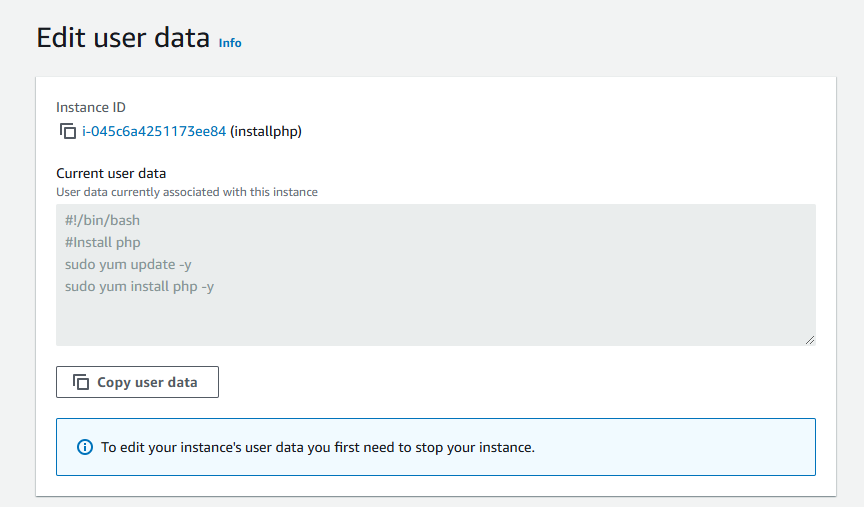 Edit user data Info
Instance ID
i-045c6a4251173ee84 (installphp)
Current user data
User data currently associated with this instance
#!/bin/bash
#Install php
sudo yum update -y
sudo yum install php -y
Copy user data
To edit your instance's user data you first need to stop your instance.